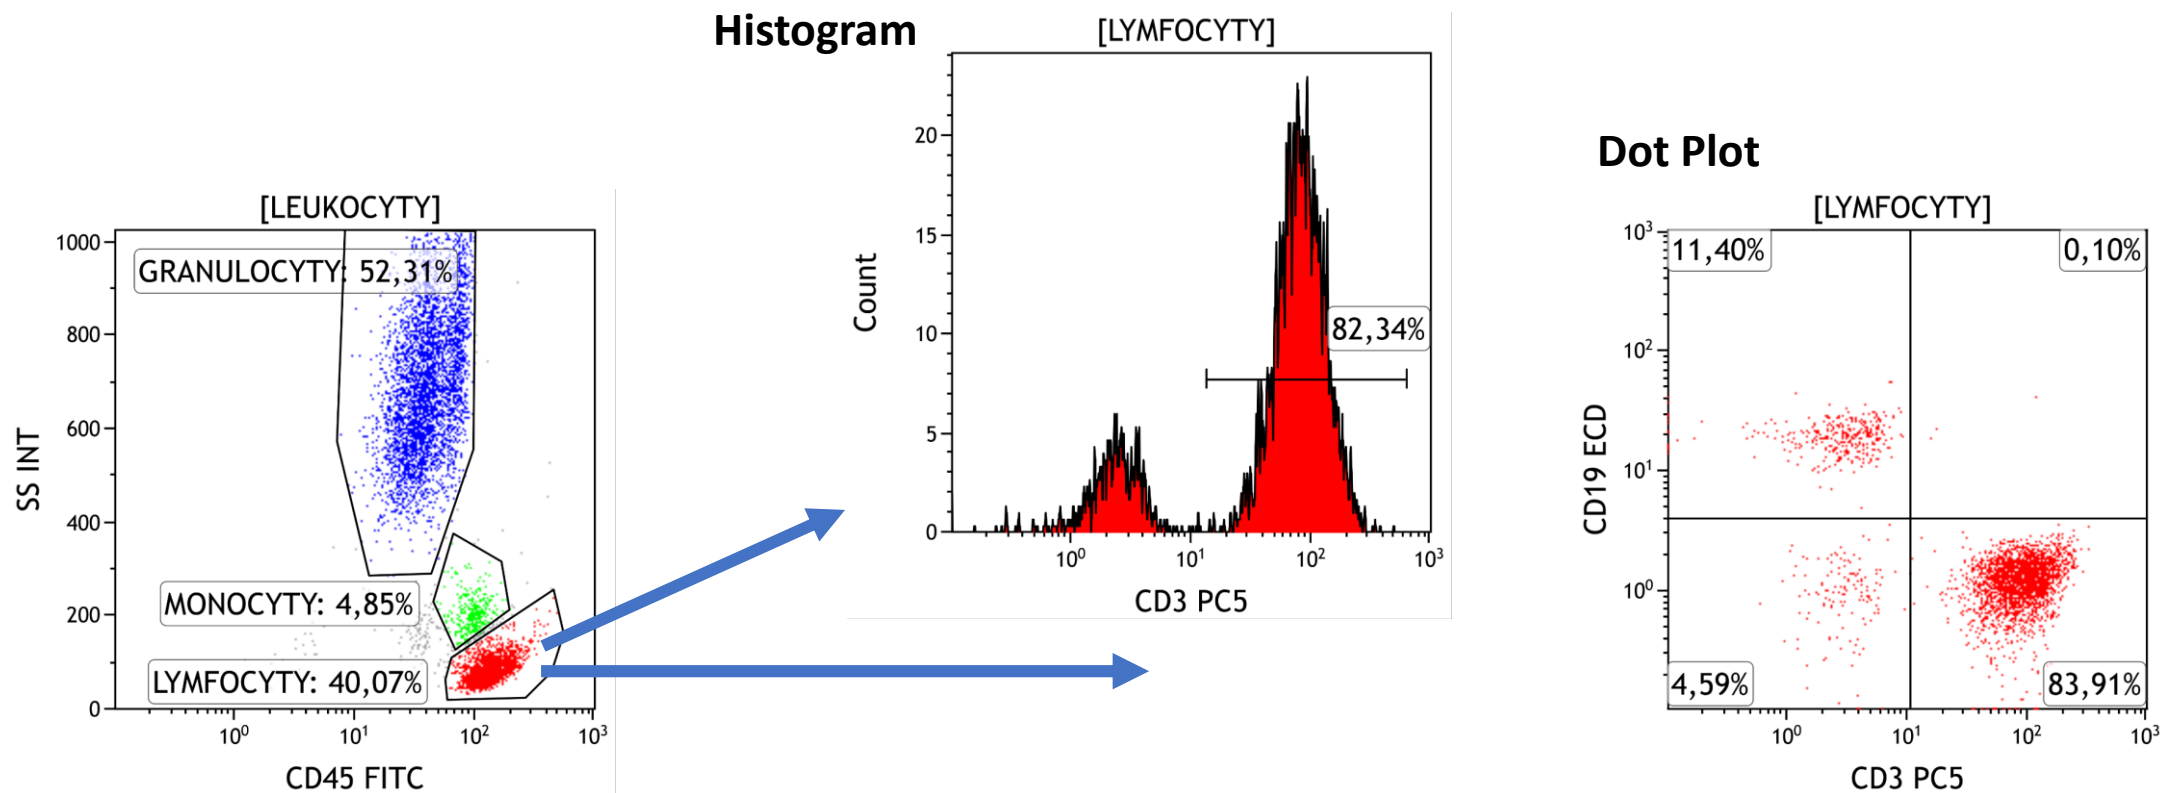 Histogram
[LEUKOCYTY]
1000
800
600
400
200
0
SS INT
GRANULOCYTY: 52,31%
MONOCYTY: 4,85%
LYMFOCYTY: 40,07%
10⁰ 10¹ 10² 10³
CD45 FITC
[LYMFOCYTY]
20
15
10
5
0
Count
82,34%
10⁰ 10¹ 10² 10³
CD3 PC5
Dot Plot
[LYMFOCYTY]
10³
10²
10¹
10⁰
CD19 ECD
11,40% 0,10%
4,59% 83,91%
10⁰ 10¹ 10² 10³
CD3 PC5